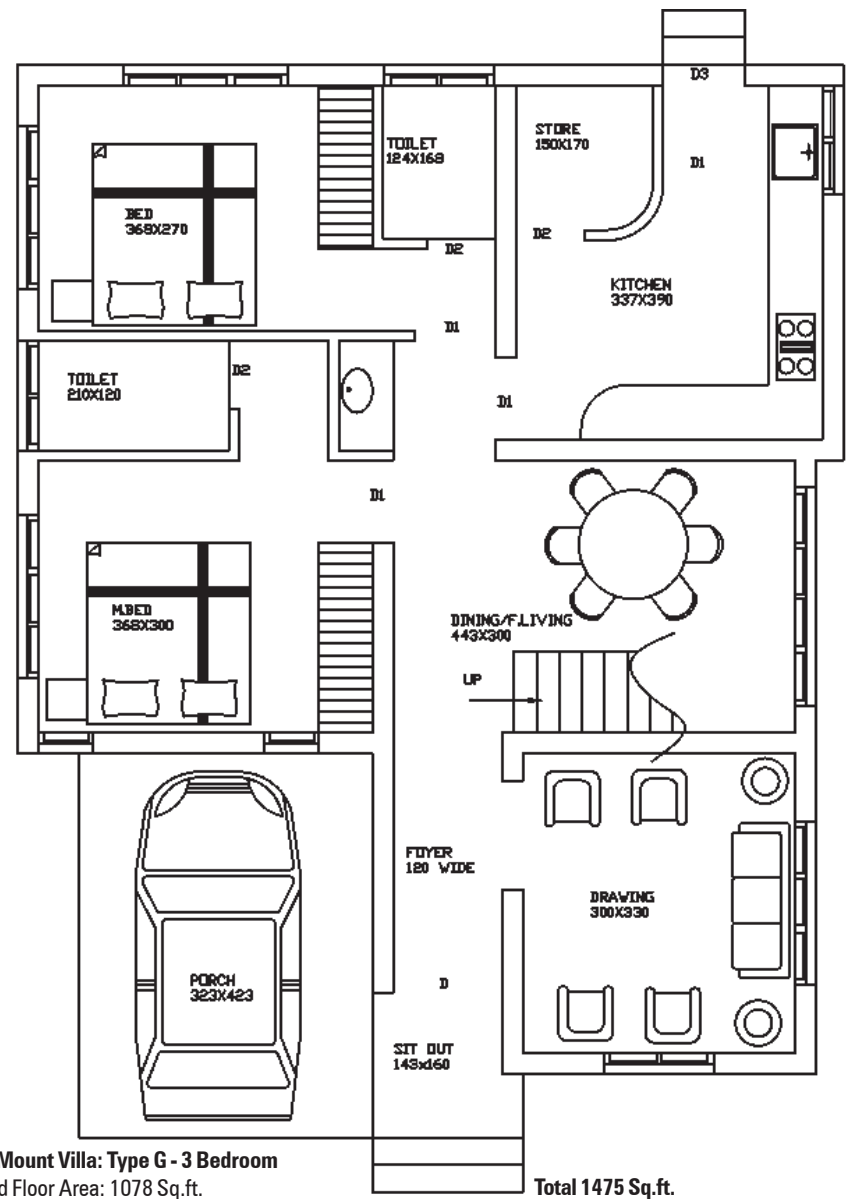 D3
TOILET
124X168
STORE
150X170
D1
BED
368X270
D2
D2
KITCHEN
337X390
D1
TOILET
210X120
D2
D1
D1
M.BED
368X300
DINING/F.LIVING
443X300
UP
FOYER
120 WIDE
DRAWING
300X330
PORCH
323X423
D
SIT OUT
143x160
Mount Villa: Type G - 3 Bedroom
d Floor Area: 1078 Sq.ft.
Total 1475 Sq.ft.